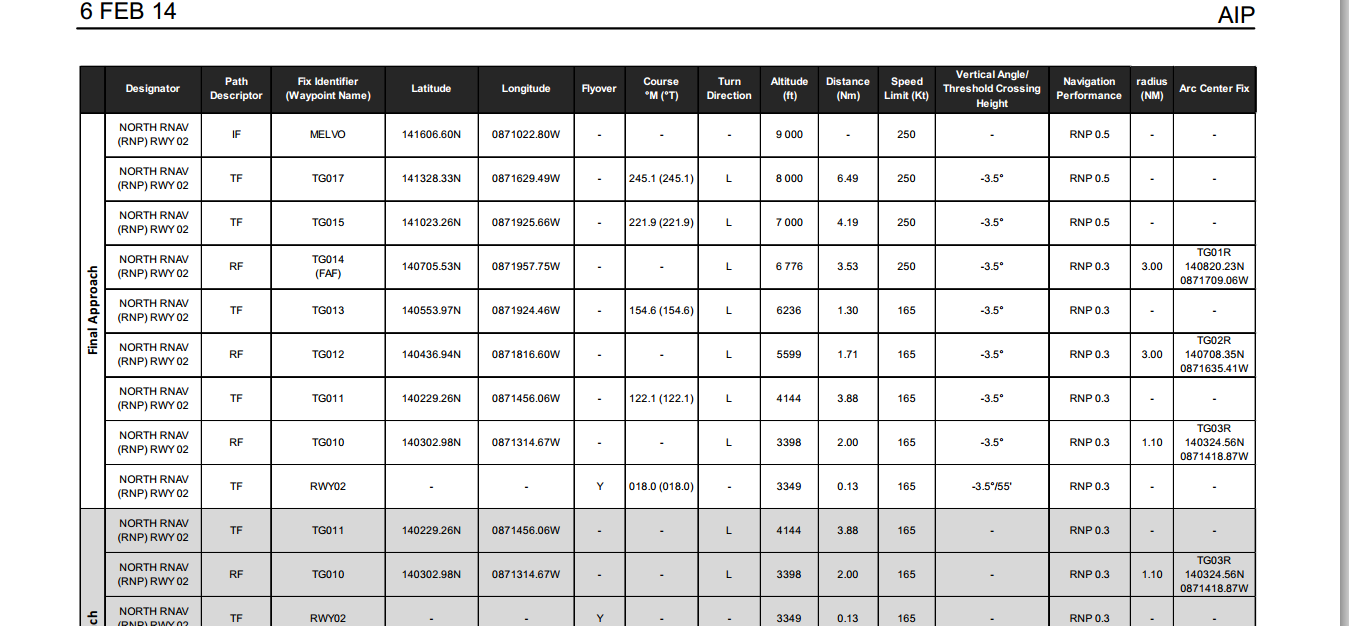 6 FEB 14
AIP
Designator Path Descriptor Fix Identifier (Waypoint Name) Latitude Longitude Flyover Course °M (°T) Turn Direction Altitude (ft) Distance (Nm) Speed Limit (Kt) Vertical Angle/ Threshold Crossing Height Navigation Performance radius (NM) Arc Center Fix
Final Approach
NORTH RNAV (RNP) RWY 02 IF MELVO 141606.60N 0871022.80W - - - 9 000 - 250 - RNP 0.5 - -
NORTH RNAV (RNP) RWY 02 TF TG017 141328.33N 0871629.49W - 245.1 (245.1) L 8 000 6.49 250 -3.5° RNP 0.5 - -
NORTH RNAV (RNP) RWY 02 TF TG015 141023.26N 0871925.66W - 221.9 (221.9) L 7 000 4.19 250 -3.5° RNP 0.5 - -
NORTH RNAV (RNP) RWY 02 RF TG014 (FAF) 140705.53N 0871957.75W - - L 6 776 3.53 250 -3.5° RNP 0.3 3.00 TG01R 140820.23N 0871709.06W
NORTH RNAV (RNP) RWY 02 TF TG013 140553.97N 0871924.46W - 154.6 (154.6) L 6236 1.30 165 -3.5° RNP 0.3 - -
NORTH RNAV (RNP) RWY 02 RF TG012 140436.94N 0871816.60W - - L 5599 1.71 165 -3.5° RNP 0.3 3.00 TG02R 140708.35N 0871635.41W
NORTH RNAV (RNP) RWY 02 TF TG011 140229.26N 0871456.06W - 122.1 (122.1) L 4144 3.88 165 -3.5° RNP 0.3 - -
NORTH RNAV (RNP) RWY 02 RF TG010 140302.98N 0871314.67W - - L 3398 2.00 165 -3.5° RNP 0.3 1.10 TG03R 140324.56N 0871418.87W
NORTH RNAV (RNP) RWY 02 TF RWY02 - - Y 018.0 (018.0) - 3349 0.13 165 -3.5°/55' RNP 0.3 - -
NORTH RNAV (RNP) RWY 02 TF TG011 140229.26N 0871456.06W - - L 4144 3.88 165 - RNP 0.3 - -
NORTH RNAV (RNP) RWY 02 RF TG010 140302.98N 0871314.67W - - L 3398 2.00 165 - RNP 0.3 1.10 TG03R 140324.56N 0871418.87W
ch
NORTH RNAV (RNP) RWY 02 TF RWY02 - - Y - - 3349 0.13 165 - RNP 0.3 - -